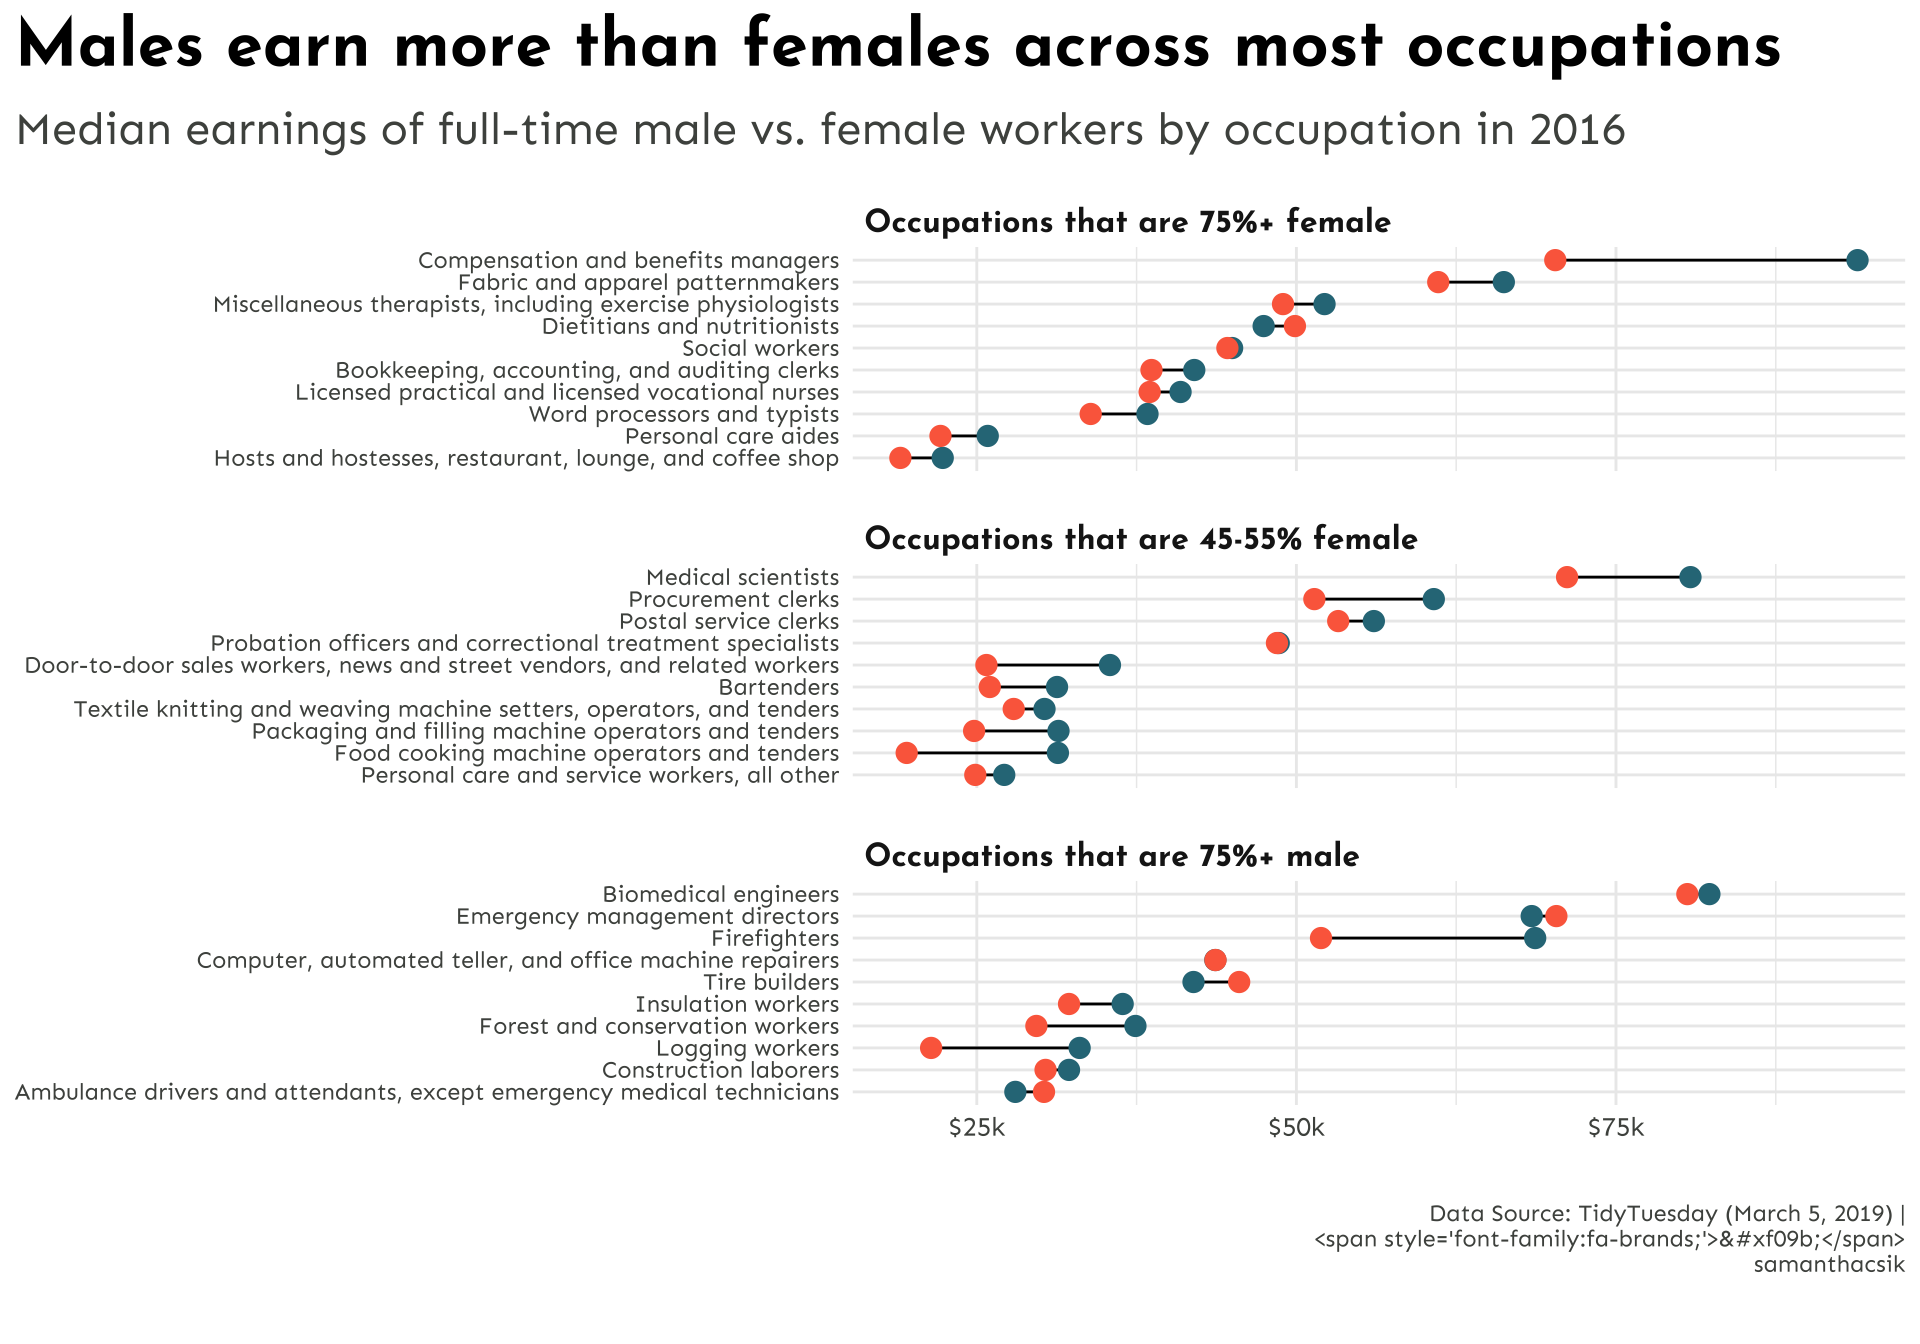 Males earn more than females across most occupations
Median earnings of full-time male vs. female workers by occupation in 2016
Occupations that are 75%+ female
Compensation and benefits managers
Fabric and apparel patternmakers
Miscellaneous therapists, including exercise physiologists
Dietitians and nutritionists
Social workers
Bookkeeping, accounting, and auditing clerks
Licensed practical and licensed vocational nurses
Word processors and typists
Personal care aides
Hosts and hostesses, restaurant, lounge, and coffee shop
Occupations that are 45-55% female
Medical scientists
Procurement clerks
Postal service clerks
Probation officers and correctional treatment specialists
Door-to-door sales workers, news and street vendors, and related workers
Bartenders
Textile knitting and weaving machine setters, operators, and tenders
Packaging and filling machine operators and tenders
Food cooking machine operators and tenders
Personal care and service workers, all other
Occupations that are 75%+ male
Biomedical engineers
Emergency management directors
Firefighters
Computer, automated teller, and office machine repairers
Tire builders
Insulation workers
Forest and conservation workers
Logging workers
Construction laborers
Ambulance drivers and attendants, except emergency medical technicians
$25k $50k $75k
Data Source: TidyTuesday (March 5, 2019) |
<span style='font-family:fa-brands;'>&#xf09b;</span>
samanthacsik